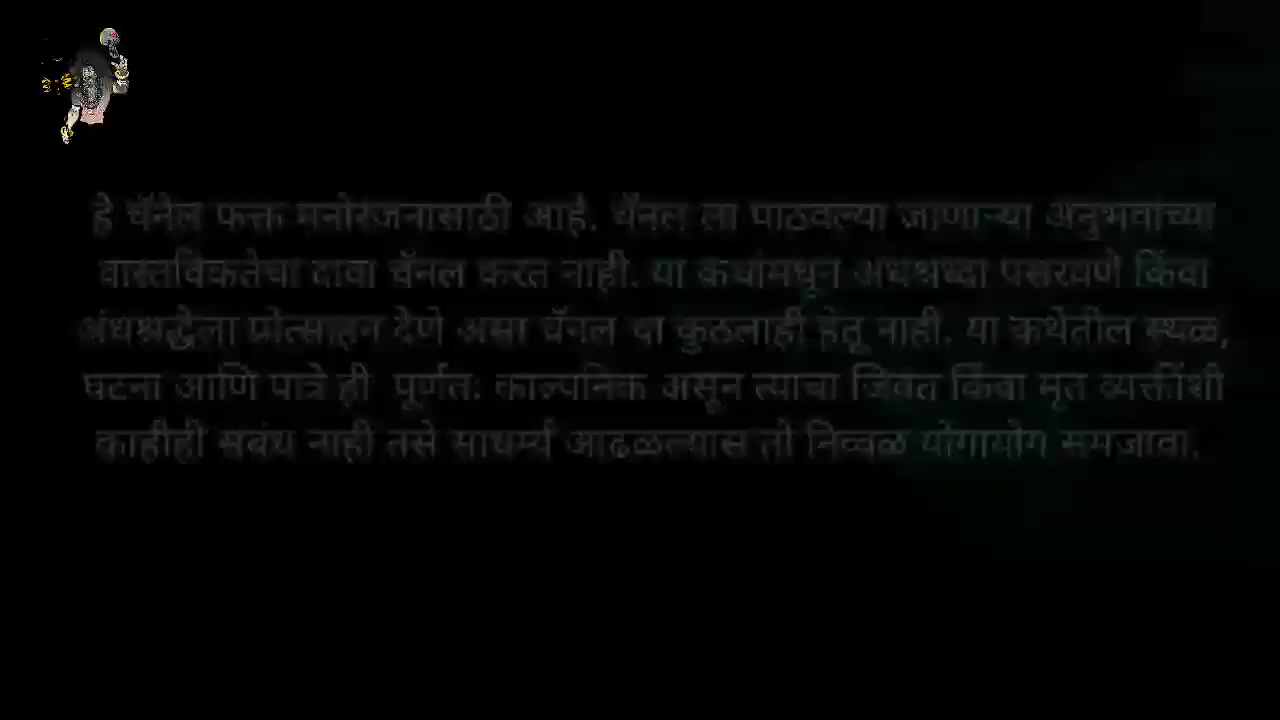 हे चॅनेल फक्त मनोरंजनासाठी आहे. चॅनल ला पाठवल्या जाणाऱ्या अनुभवांच्या
वास्तविकतेचा दावा चॅनल करत नाही. या कथांमधून अंधश्रध्दा पसरवणे किंवा
अंधश्रद्धेला प्रोत्साहन देणे असा चॅनल चा कुठलाही हेतू नाही. या कथेतील स्थळ,
घटना आणि पात्रे ही पूर्णतः काल्पनिक असून त्याचा जिवंत किंवा मृत व्यक्तींशी
काहीही संबंध नाही तसे साधर्म्य आढळल्यास तो निव्वळ योगायोग समजावा.